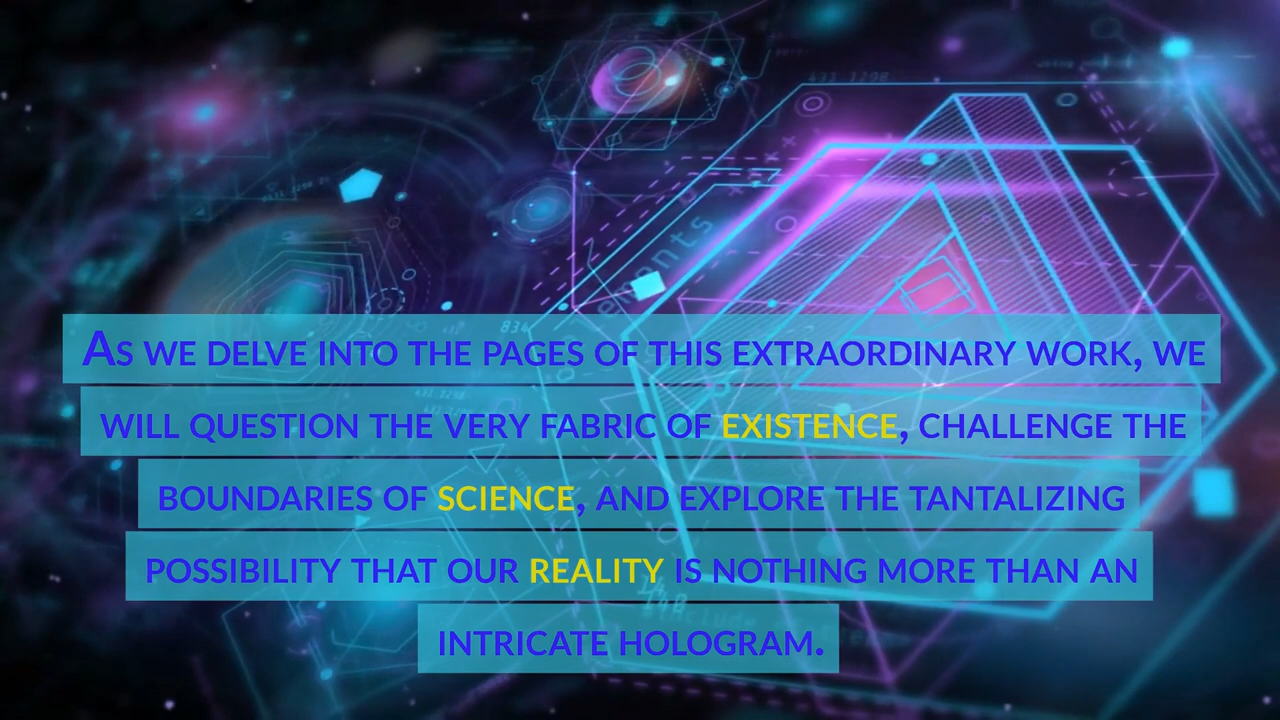 431 1298
As we delve into the pages of this extraordinary work, we
will question the very fabric of existence, challenge the
boundaries of science, and explore the tantalizing
possibility that our reality is nothing more than an
intricate hologram.